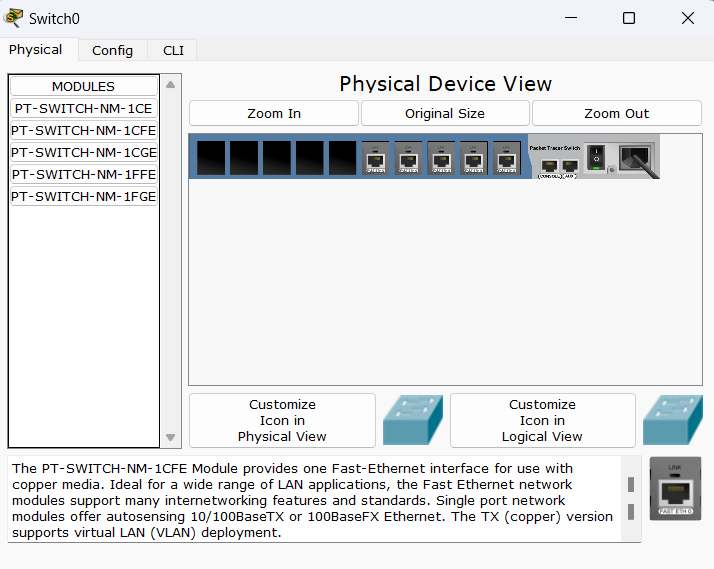 Switch0
Physical
Config
CLI
MODULES
PT-SWITCH-NM-1CE
PT-SWITCH-NM-1CFE
PT-SWITCH-NM-1CGE
PT-SWITCH-NM-1FFE
PT-SWITCH-NM-1FGE
Physical Device View
Zoom In
Original Size
Zoom Out
Packet Tracer Switch
CONSOLE
AUX
Customize
Icon in
Physical View
Customize
Icon in
Logical View
The PT-SWITCH-NM-1CFE Module provides one Fast-Ethernet interface for use with
copper media. Ideal for a wide range of LAN applications, the Fast Ethernet network
modules support many internetworking features and standards. Single port network
modules offer autosensing 10/100BaseTX or 100BaseFX Ethernet. The TX (copper) version
supports virtual LAN (VLAN) deployment.
LINK
FAST ETH 0